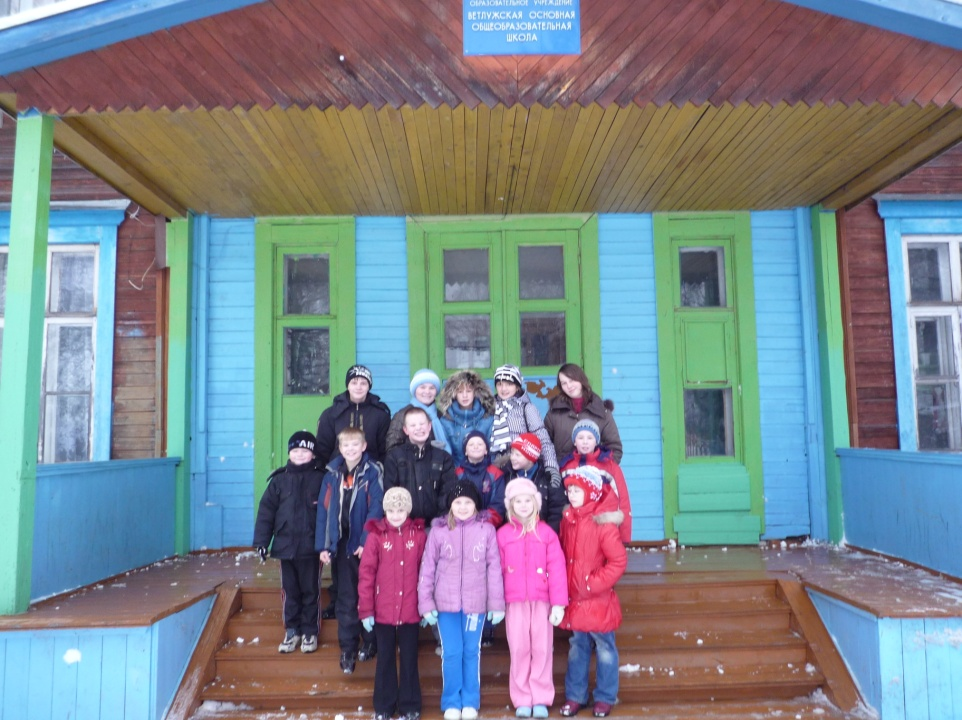 ОБРАЗОВАТЕЛЬНОЕ УЧРЕЖДЕНИЕ
ВЕТЛУЖСКАЯ ОСНОВНАЯ
ОБЩЕОБРАЗОВАТЕЛЬНАЯ
ШКОЛА